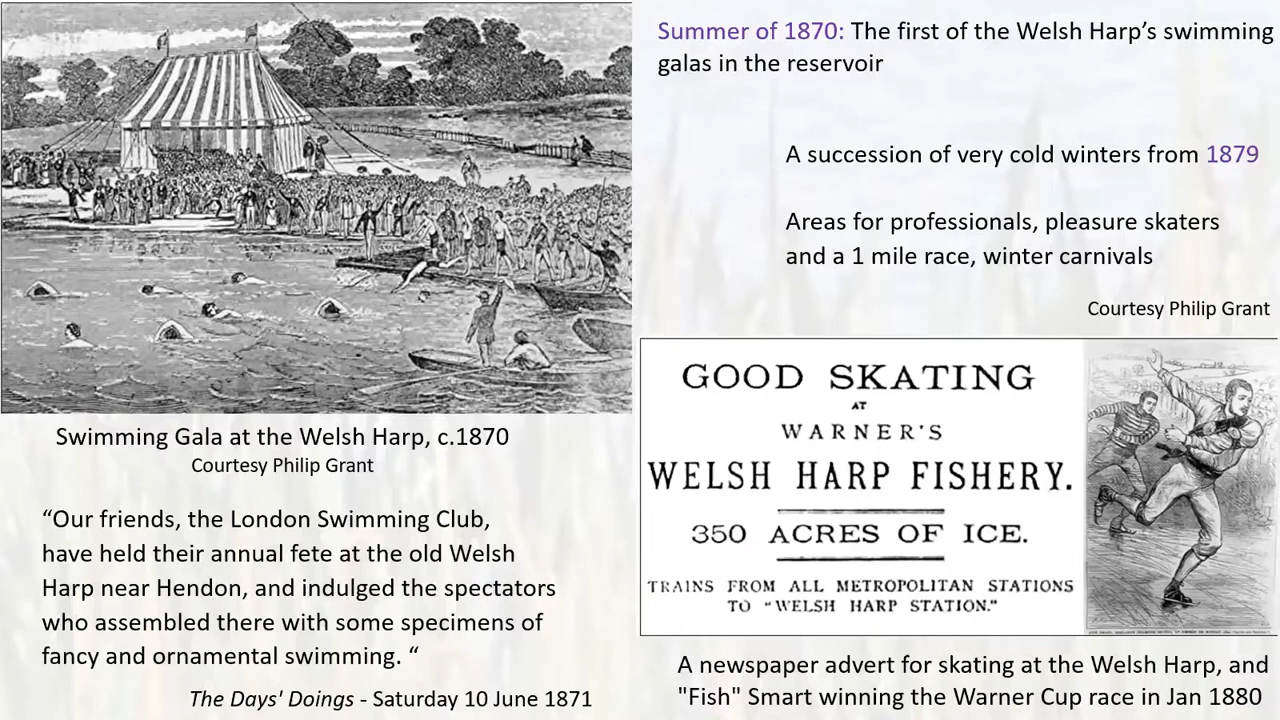 Summer of 1870: The first of the Welsh Harp’s swimming
galas in the reservoir
A succession of very cold winters from 1879
Areas for professionals, pleasure skaters
and a 1 mile race, winter carnivals
Courtesy Philip Grant
Swimming Gala at the Welsh Harp, c.1870
Courtesy Philip Grant
“Our friends, the London Swimming Club,
have held their annual fete at the old Welsh
Harp near Hendon, and indulged the spectators
who assembled there with some specimens of
fancy and ornamental swimming. “
The Days' Doings - Saturday 10 June 1871
GOOD SKATING
AT
WARNER'S
WELSH HARP FISHERY.
350 ACRES OF ICE.
TRAINS FROM ALL METROPOLITAN STATIONS
TO "WELSH HARP STATION."
A newspaper advert for skating at the Welsh Harp, and
"Fish" Smart winning the Warner Cup race in Jan 1880